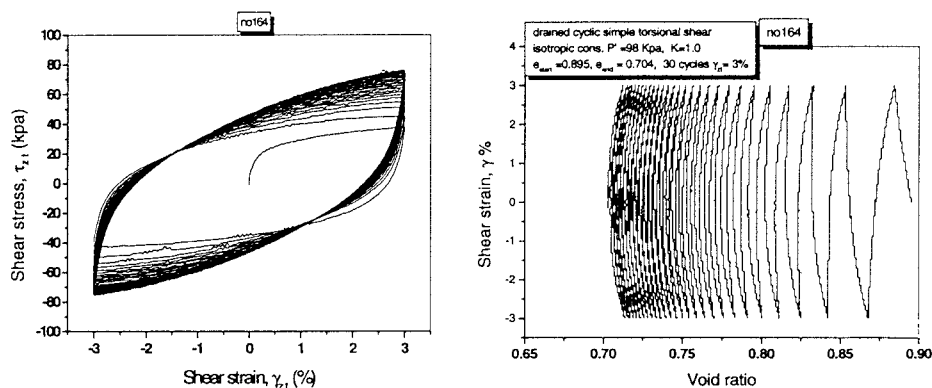 no164
Shear stress, τzt (kpa)
100
80
60
40
20
0
-20
-40
-60
-80
-100
-3 -2 -1 0 1 2 3
Shear strain, γzt (%)
drained cyclic simple torsional shear
isotropic cons. P' =98 Kpa, K=1.0
e start =0.895, e end = 0.704, 30 cycles γzt= 3%
no164
Shear strain, γ %
4
3
2
1
0
-1
-2
-3
0.65 0.70 0.75 0.80 0.85 0.90
Void ratio